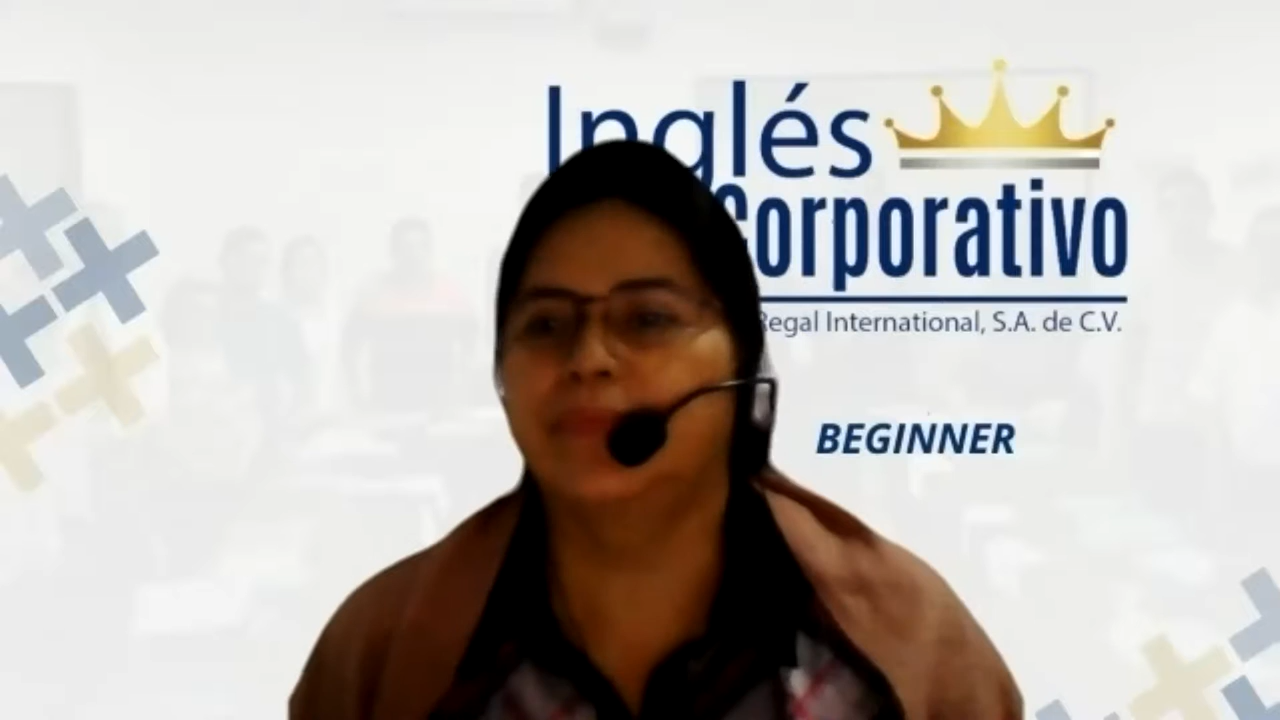 Inglés
Corporativo
Regal International, S.A. de C.V.
BEGINNER